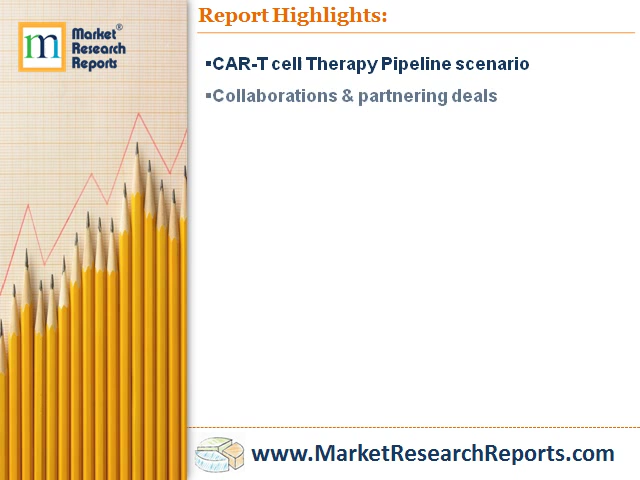 m
Market®
Research
Reports
Report Highlights:
▪CAR-T cell Therapy Pipeline scenario
▪Collaborations & partnering deals
www.MarketResearchReports.com